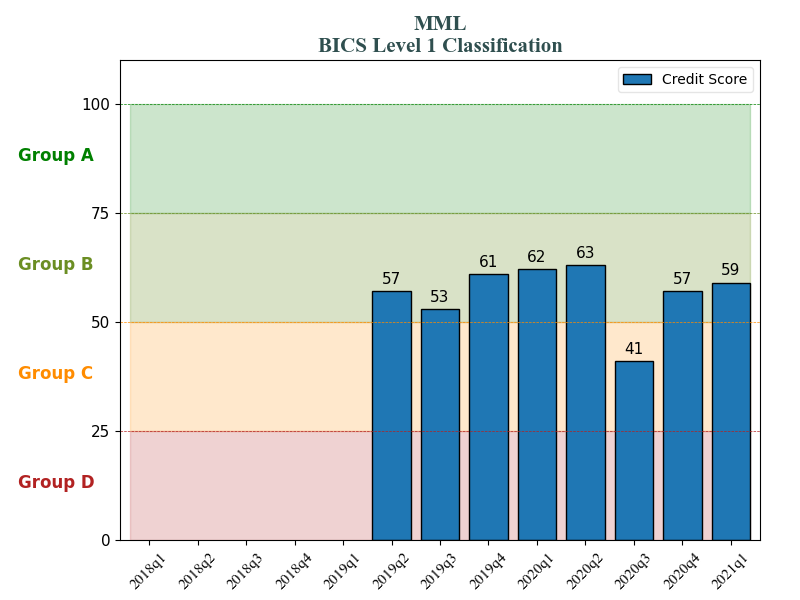 MML
BICS Level 1 Classification
Credit Score
100
Group A
75
Group B
50
Group C
25
Group D
0
57
53
61
62
63
41
57
59
2018q1
2018q2
2018q3
2018q4
2019q1
2019q2
2019q3
2019q4
2020q1
2020q2
2020q3
2020q4
2021q1